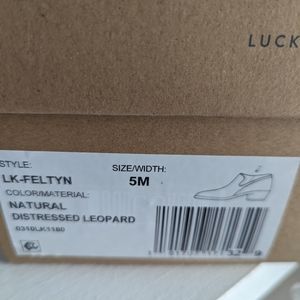 LUCK
STYLE:
LK-FELTYN
SIZE/WIDTH:
5M
COLOR/MATERIAL:
NATURAL
DISTRESSED LEOPARD